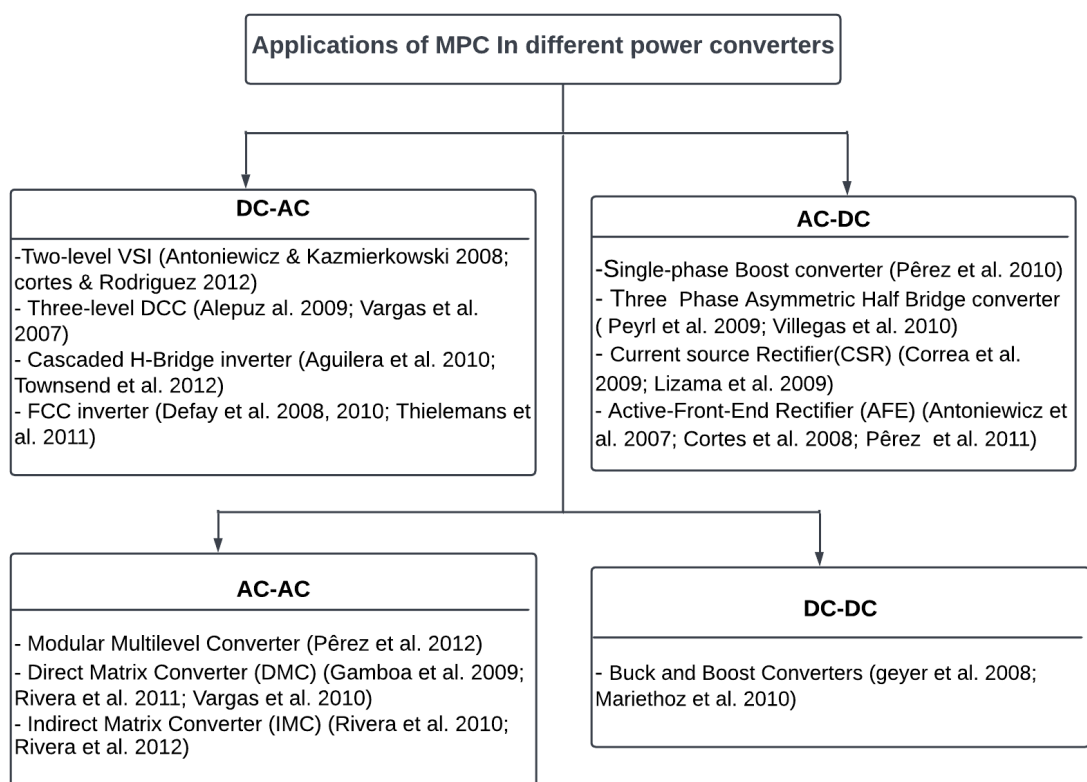 Applications of MPC In different power converters
DC-AC
-Two-level VSI (Antoniewicz & Kazmierkowski 2008;
cortes & Rodriguez 2012)
- Three-level DCC (Alepuz al. 2009; Vargas et al.
2007)
- Cascaded H-Bridge inverter (Aguilera et al. 2010;
Townsend et al. 2012)
- FCC inverter (Defay et al. 2008, 2010; Thielemans et
al. 2011)
AC-DC
-Single-phase Boost converter (Pêrez et al. 2010)
- Three Phase Asymmetric Half Bridge converter
( Peyrl et al. 2009; Villegas et al. 2010)
- Current source Rectifier(CSR) (Correa et al.
2009; Lizama et al. 2009)
- Active-Front-End Rectifier (AFE) (Antoniewicz et
al. 2007; Cortes et al. 2008; Pêrez et al. 2011)
AC-AC
- Modular Multilevel Converter (Pêrez et al. 2012)
- Direct Matrix Converter (DMC) (Gamboa et al. 2009;
Rivera et al. 2011; Vargas et al. 2010)
- Indirect Matrix Converter (IMC) (Rivera et al. 2010;
Rivera et al. 2012)
DC-DC
- Buck and Boost Converters (geyer et al. 2008;
Mariethoz et al. 2010)